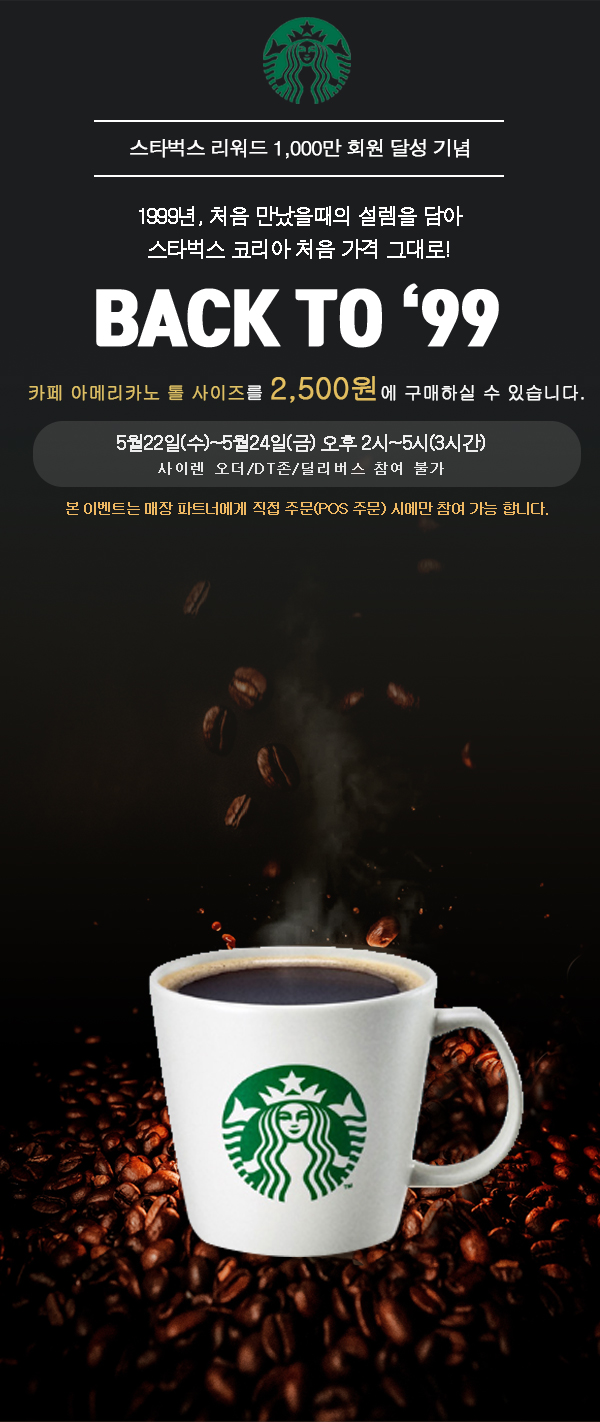 스타벅스 리워드 1,000만 회원 달성 기념
1999년, 처음 만났을때의 설렘을 담아
스타벅스 코리아 처음 가격 그대로!
BACK TO ‘99
카페 아메리카노 톨 사이즈를 2,500원에 구매하실 수 있습니다.
5월22일(수)~5월24일(금) 오후 2시~5시(3시간)
사이렌 오더/DT존/딜리버스 참여 불가
본 이벤트는 매장 파트너에게 직접 주문(POS 주문) 시에만 참여 가능 합니다.
TM